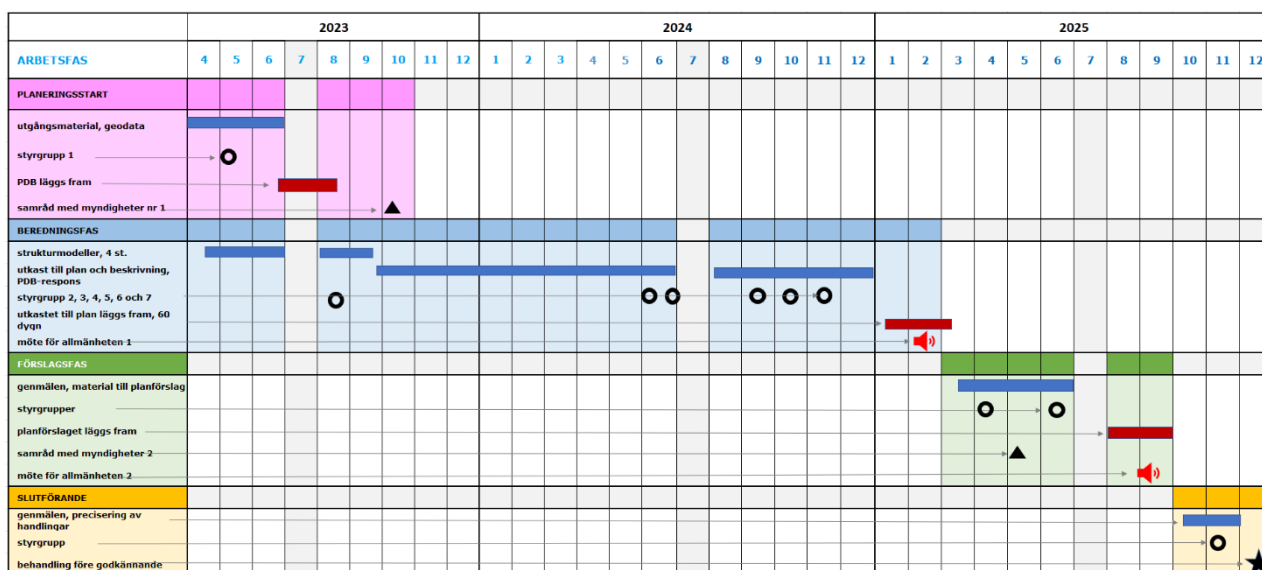 2023 2024 2025
ARBETSFAS 4 5 6 7 8 9 10 11 12 1 2 3 4 5 6 7 8 9 10 11 12 1 2 3 4 5 6 7 8 9 10 11 12
PLANERINGSSTART
utgångsmaterial, geodata
styrgrupp 1
PDB läggs fram
samråd med myndigheter nr 1
BEREDNINGFAS
strukturmodeller, 4 st.
utkast till plan och beskrivning,
PDB-respons
styrgrupp 2, 3, 4, 5, 6 och 7
utkastet till plan läggs fram, 60
dygn
möte för allmänheten 1
FÖRSLAGSFAS
genmälen, material till planförslag
styrgrupper
planförslaget läggs fram
samråd med myndigheter 2
möte för allmänheten 2
SLUTFÖRANDE
genmälen, precisering av
handlingar
styrgrupp
behandling före godkännande